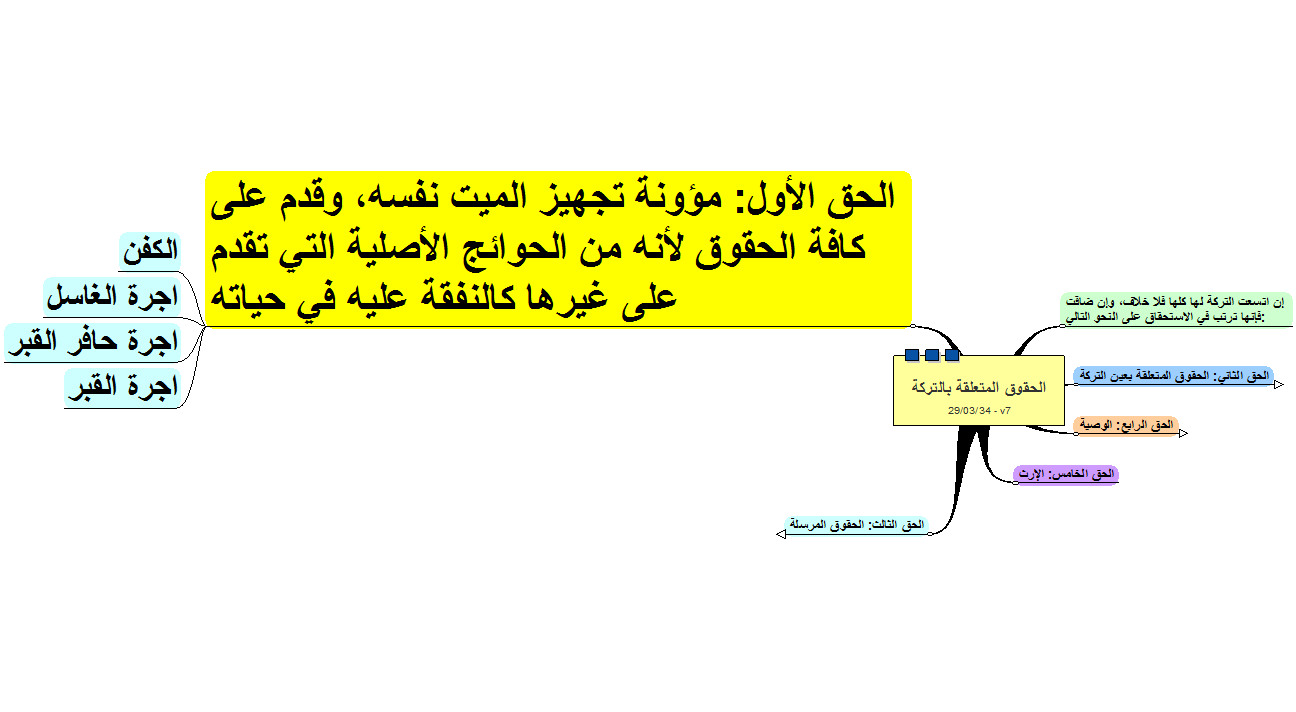 الحقوق المتعلقة بالتركة
29/03/34 - v7
إن اتسعت التركة لها كلها فلا خلاف، وإن ضاقت
فإنها ترتب في الاستحقاق على النحو التالي:
الحق الأول: مؤونة تجهيز الميت نفسه، وقدم على
كافة الحقوق لأنه من الحوائج الأصلية التي تقدم
على غيرها كالنفقة عليه في حياته
الكفن
اجرة الغاسل
اجرة حافر القبر
اجرة القبر
الحق الثاني: الحقوق المتعلقة بعين التركة
الحق الثالث: الحقوق المرسلة
الحق الرابع: الوصية
الحق الخامس: الإرث